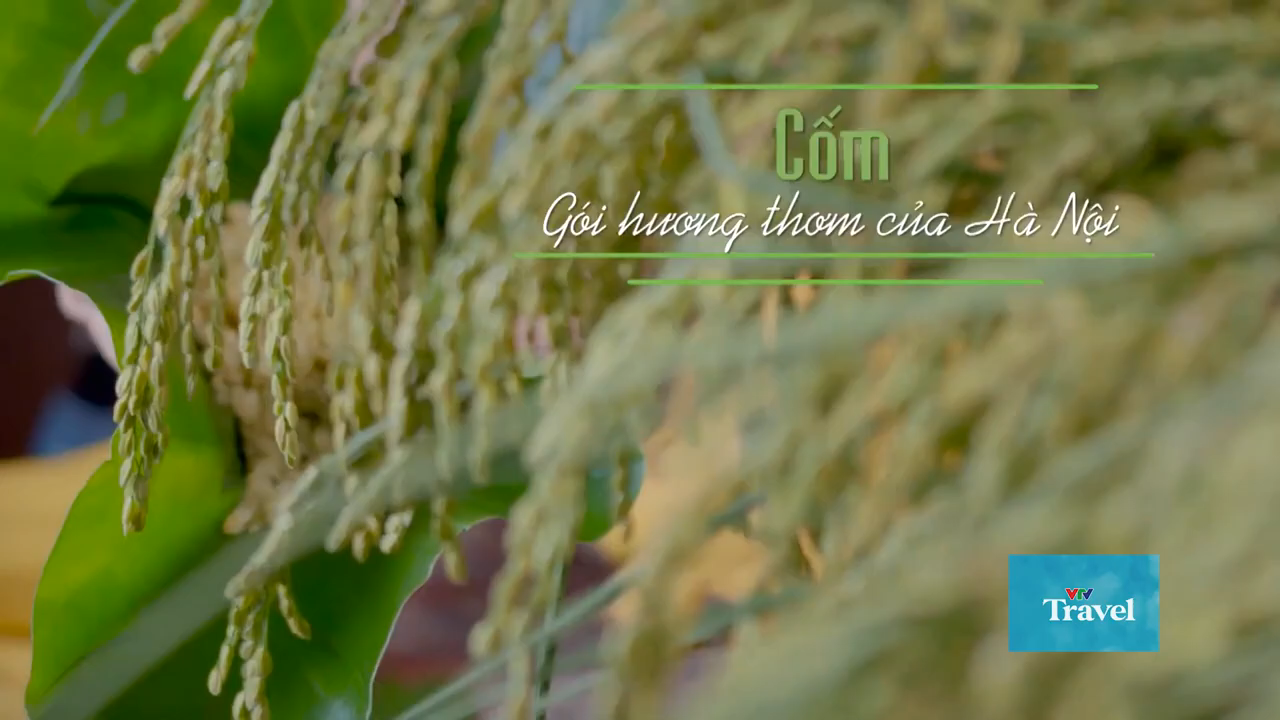 Cốm
Gói hương thơm của Hà Nội
VTV
Travel